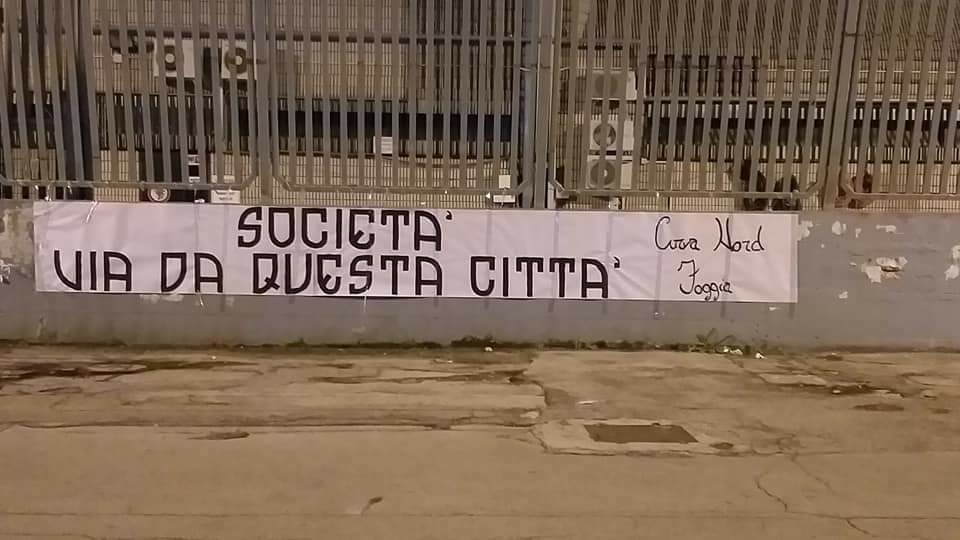 SOCIETA'
VIA DA QUESTA CITTA'
Curva Nord
Foggia